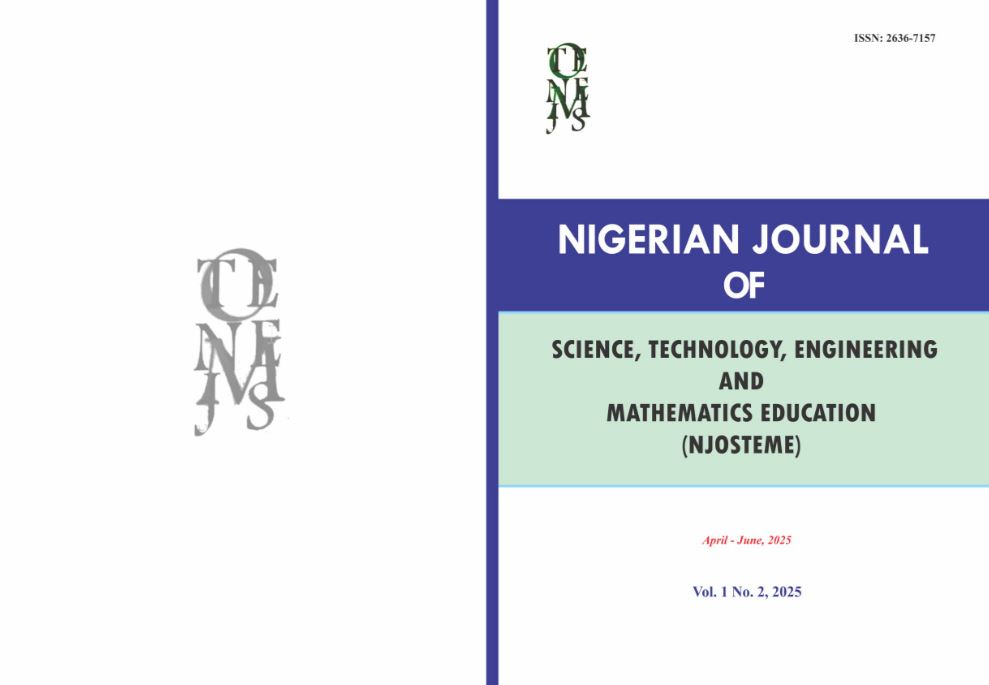 ISSN: 2636-7157
NIGERIAN JOURNAL
OF
SCIENCE, TECHNOLOGY, ENGINEERING
AND
MATHEMATICS EDUCATION
(NJOSTEME)
April - June, 2025
Vol. 1 No. 2, 2025